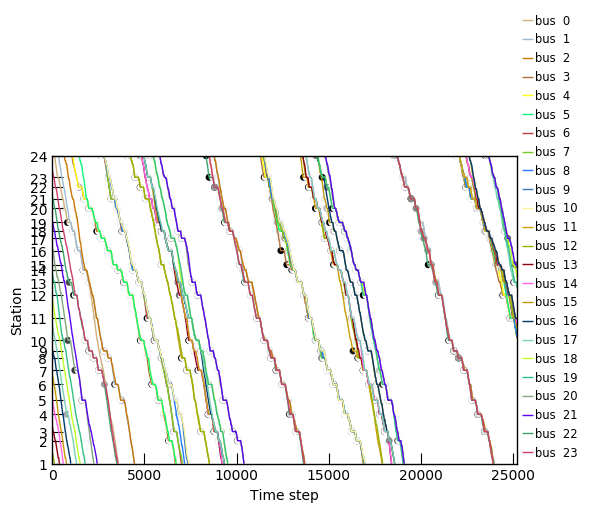 bus 0
bus 1
bus 2
bus 3
bus 4
bus 5
bus 6
bus 7
bus 8
bus 9
bus 10
bus 11
bus 12
bus 13
bus 15
bus 16
bus 17
bus 18
bus 19
bus 20
bus 21
bus 22
bus 23
24
23
22
21
20
19
18
17
16
14
13
12
11
10
9
8
7
6
5
4
3
2
1
Station
0 5000 10000 15000 20000 25000
Time step